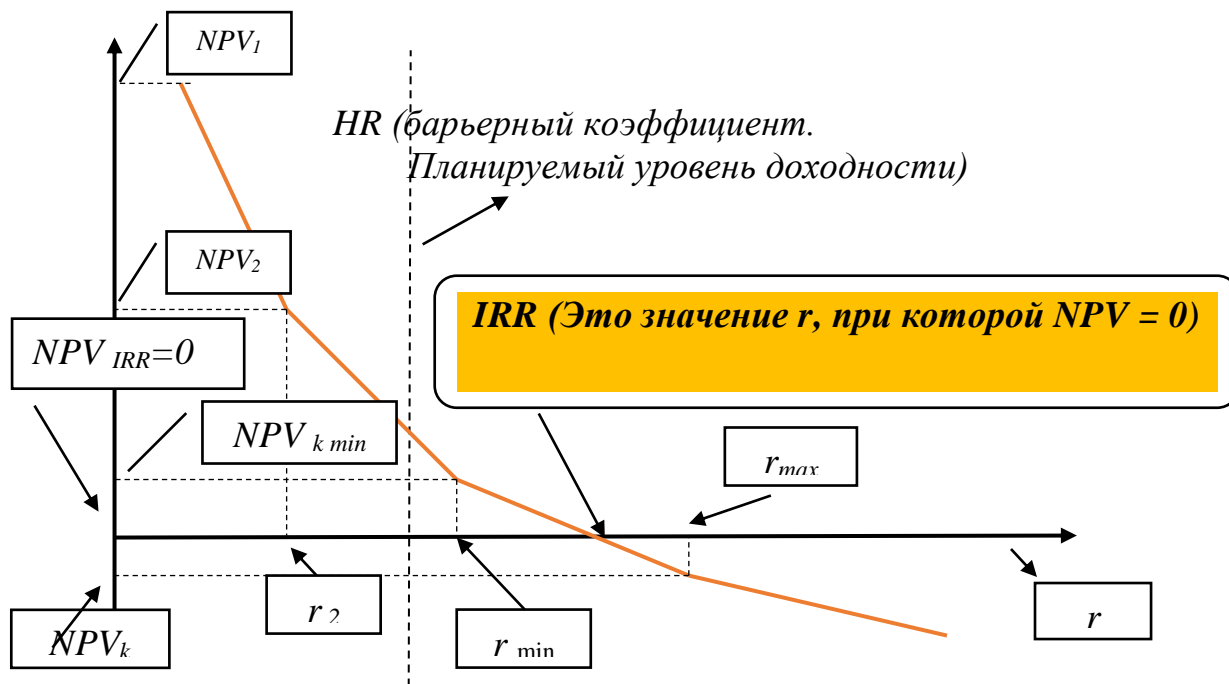 NPV1
HR (барьерный коэффициент.
Планируемый уровень доходности)
NPV2
IRR (Это значение r, при которой NPV = 0)
NPV IRR=0
NPV k min
rmax
r 2
r min
r
NPVk